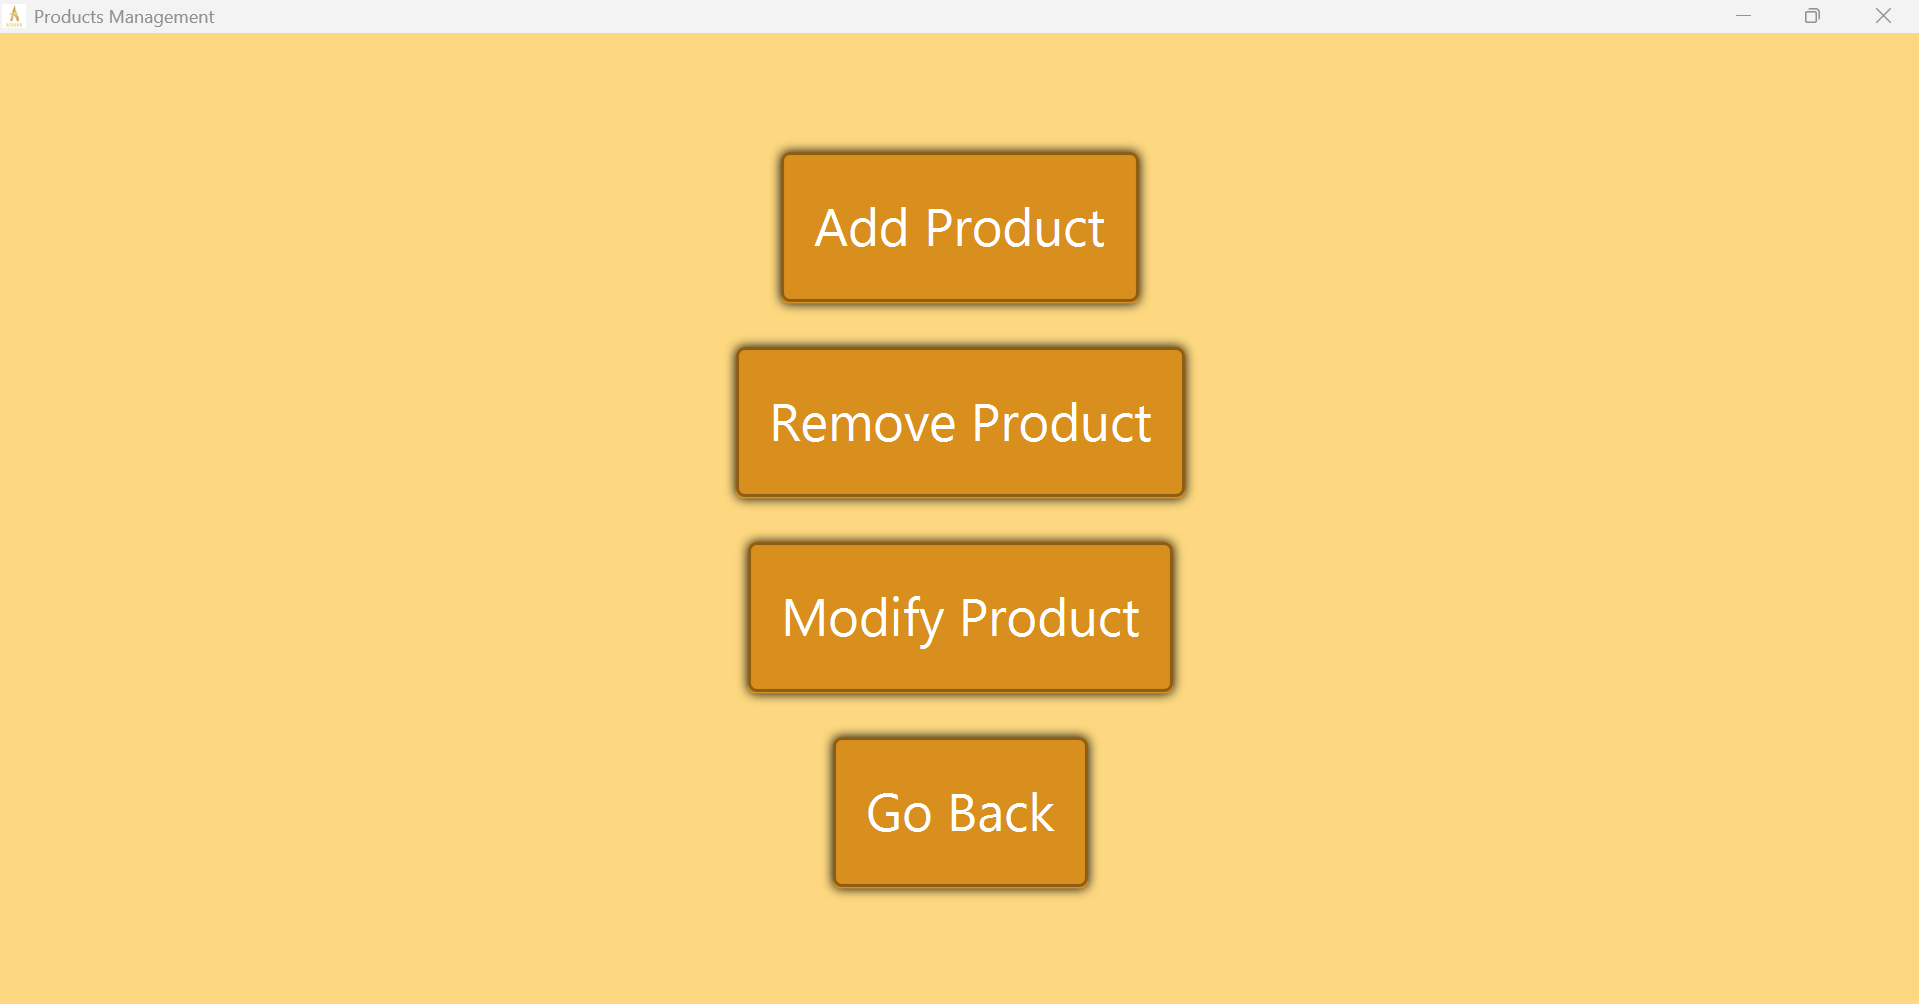 Products Management
Add Product
Remove Product
Modify Product
Go Back